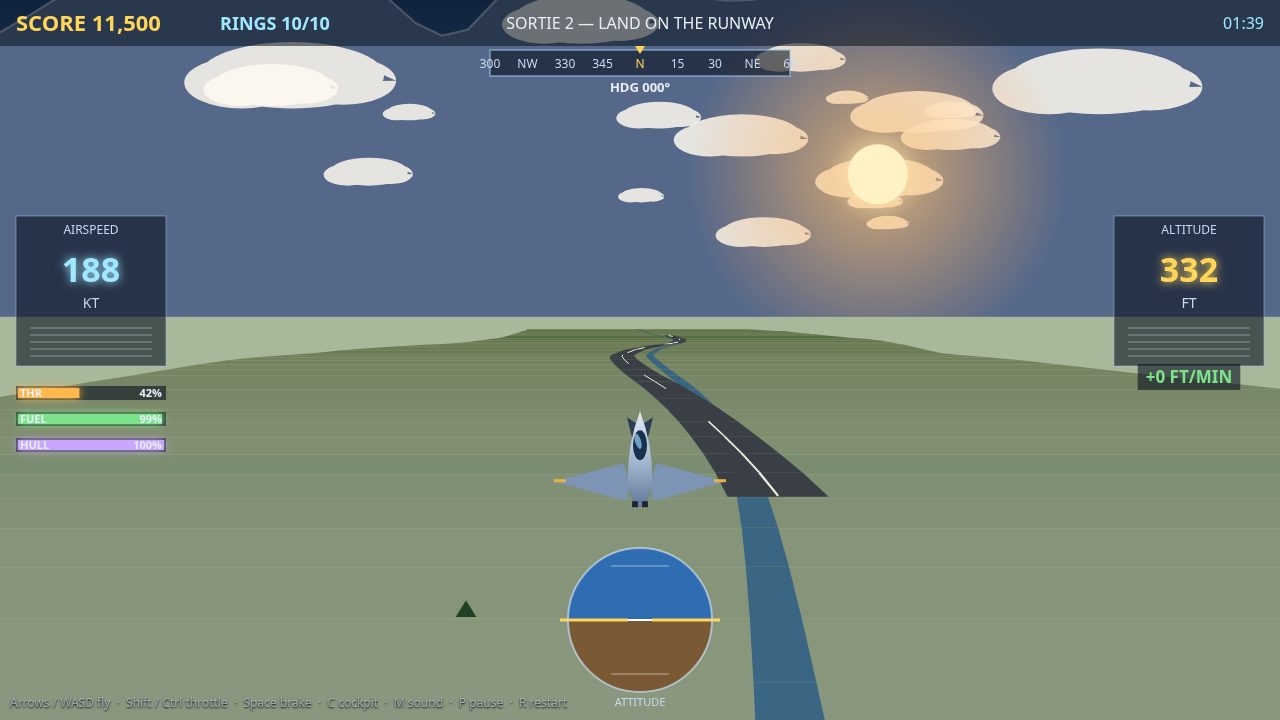 SCORE 11,500
RINGS 10/10
SORTIE 2 — LAND ON THE RUNWAY
01:39
300 NW 330 345 N 15 30 NE 6
HDG 000°
AIRSPEED
188
KT
ALTITUDE
332
FT
+0 FT/MIN
THR 42%
FUEL 99%
HULL 100%
Arrows / WASD fly · Shift / Ctrl throttle · Space brake · C cockpit · M sound · P pause · R restart
ATTITUDE